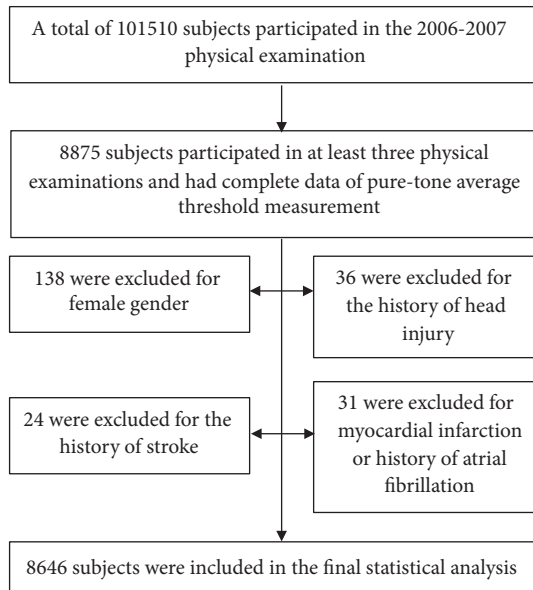 A total of 101510 subjects participated in the 2006-2007
physical examination
8875 subjects participated in at least three physical
examinations and had complete data of pure-tone average
threshold measurement
138 were excluded for
female gender
36 were excluded for
the history of head
injury
24 were excluded for the
history of stroke
31 were excluded for
myocardial infarction
or history of atrial
fibrillation
8646 subjects were included in the final statistical analysis